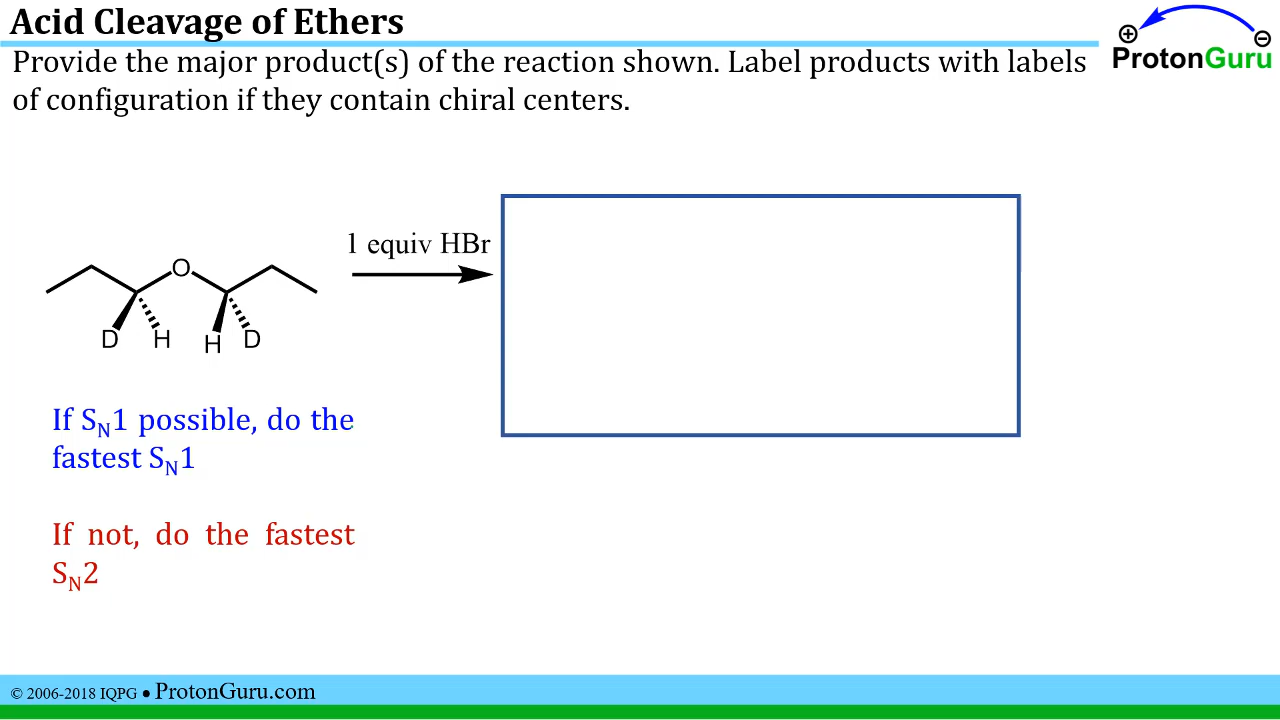 Acid Cleavage of Ethers
Provide the major product(s) of the reaction shown. Label products with labels
of configuration if they contain chiral centers.
⊕ ⊖
ProtonGuru
1 equiv HBr
O
D H H D
If SN1 possible, do the
fastest SN1
If not, do the fastest
SN2
© 2006-2018 IQPG ● ProtonGuru.com